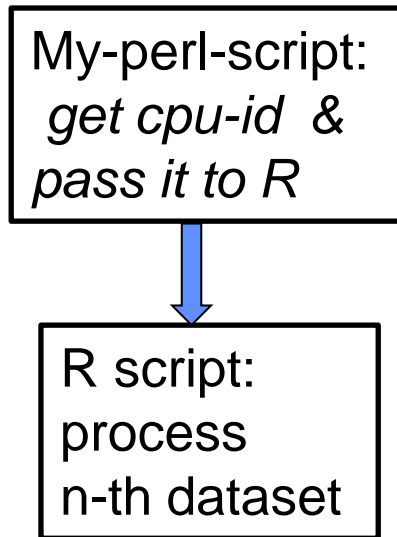 My-perl-script:
get cpu-id &
pass it to R
R script:
process
n-th dataset